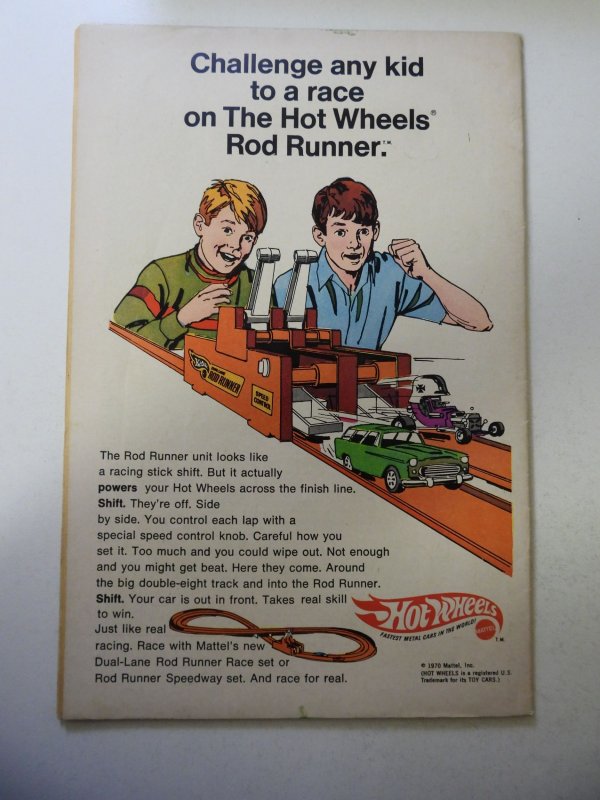 Challenge any kid
to a race
on The Hot Wheels®
Rod Runner.™
ROD RUNNER
SPEED
CONTROL
The Rod Runner unit looks like
a racing stick shift. But it actually
powers your Hot Wheels across the finish line.
Shift. They're off. Side
by side. You control each lap with a
special speed control knob. Careful how you
set it. Too much and you could wipe out. Not enough
and you might get beat. Here they come. Around
the big double-eight track and into the Rod Runner.
Shift. Your car is out in front. Takes real skill
to win.
Just like real
racing. Race with Mattel's new
Dual-Lane Rod Runner Race set or
Rod Runner Speedway set. And race for real.
Hot Wheels
FASTEST METAL CARS IN THE WORLD!
MATTEL
T.M.
© 1970 Mattel, Inc.
(HOT WHEELS is a registered U.S.
Trademark for its TOY CARS.)